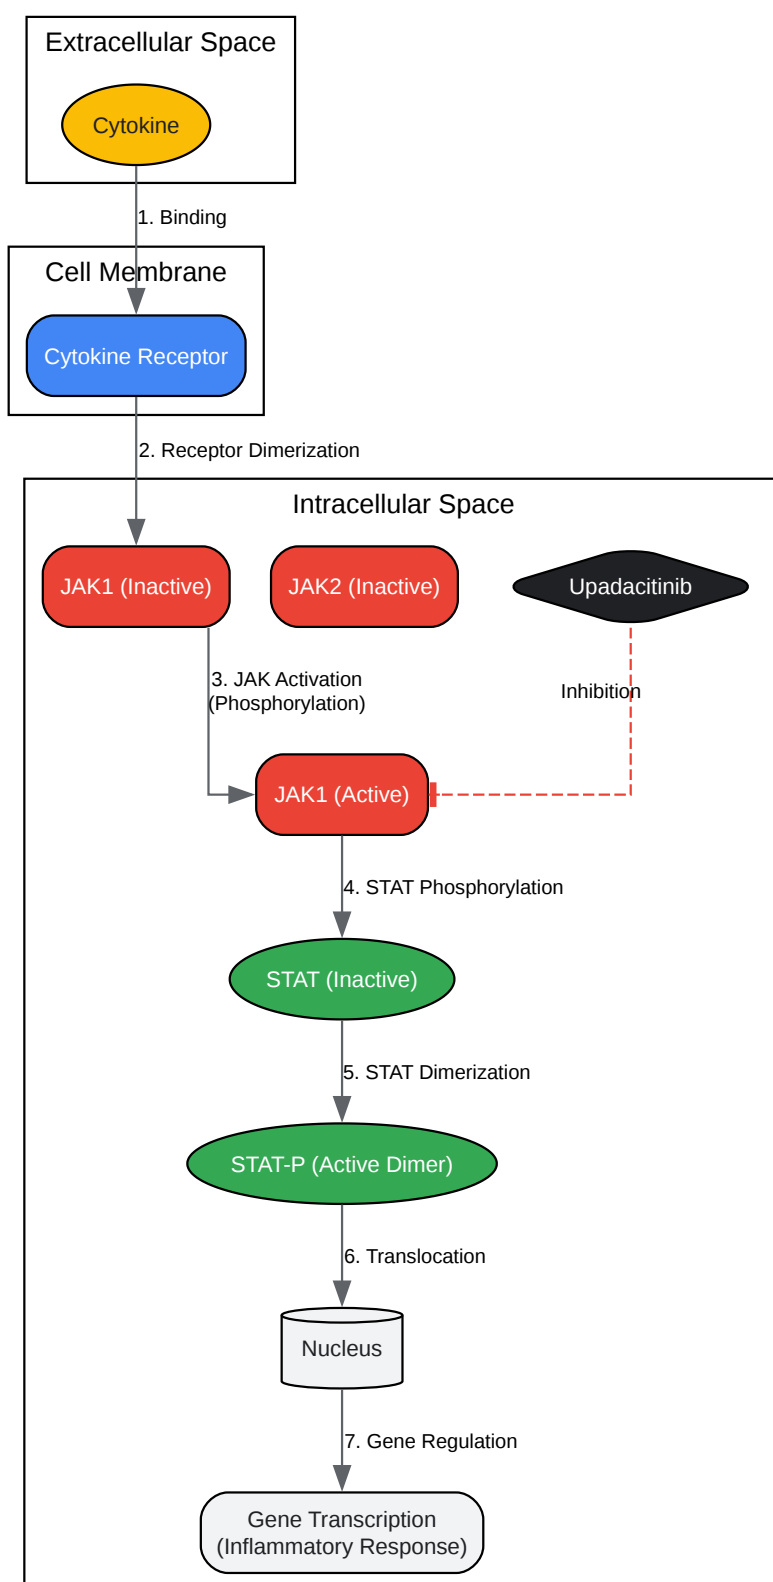 Extracellular Space
Cytokine
1. Binding
Cell Membrane
Cytokine Receptor
2. Receptor Dimerization
Intracellular Space
JAK1 (Inactive)
JAK2 (Inactive)
Upadacitinib
3. JAK Activation
(Phosphorylation)
Inhibition
JAK1 (Active)
4. STAT Phosphorylation
STAT (Inactive)
5. STAT Dimerization
STAT-P (Active Dimer)
6. Translocation
Nucleus
7. Gene Regulation
Gene Transcription
(Inflammatory Response)